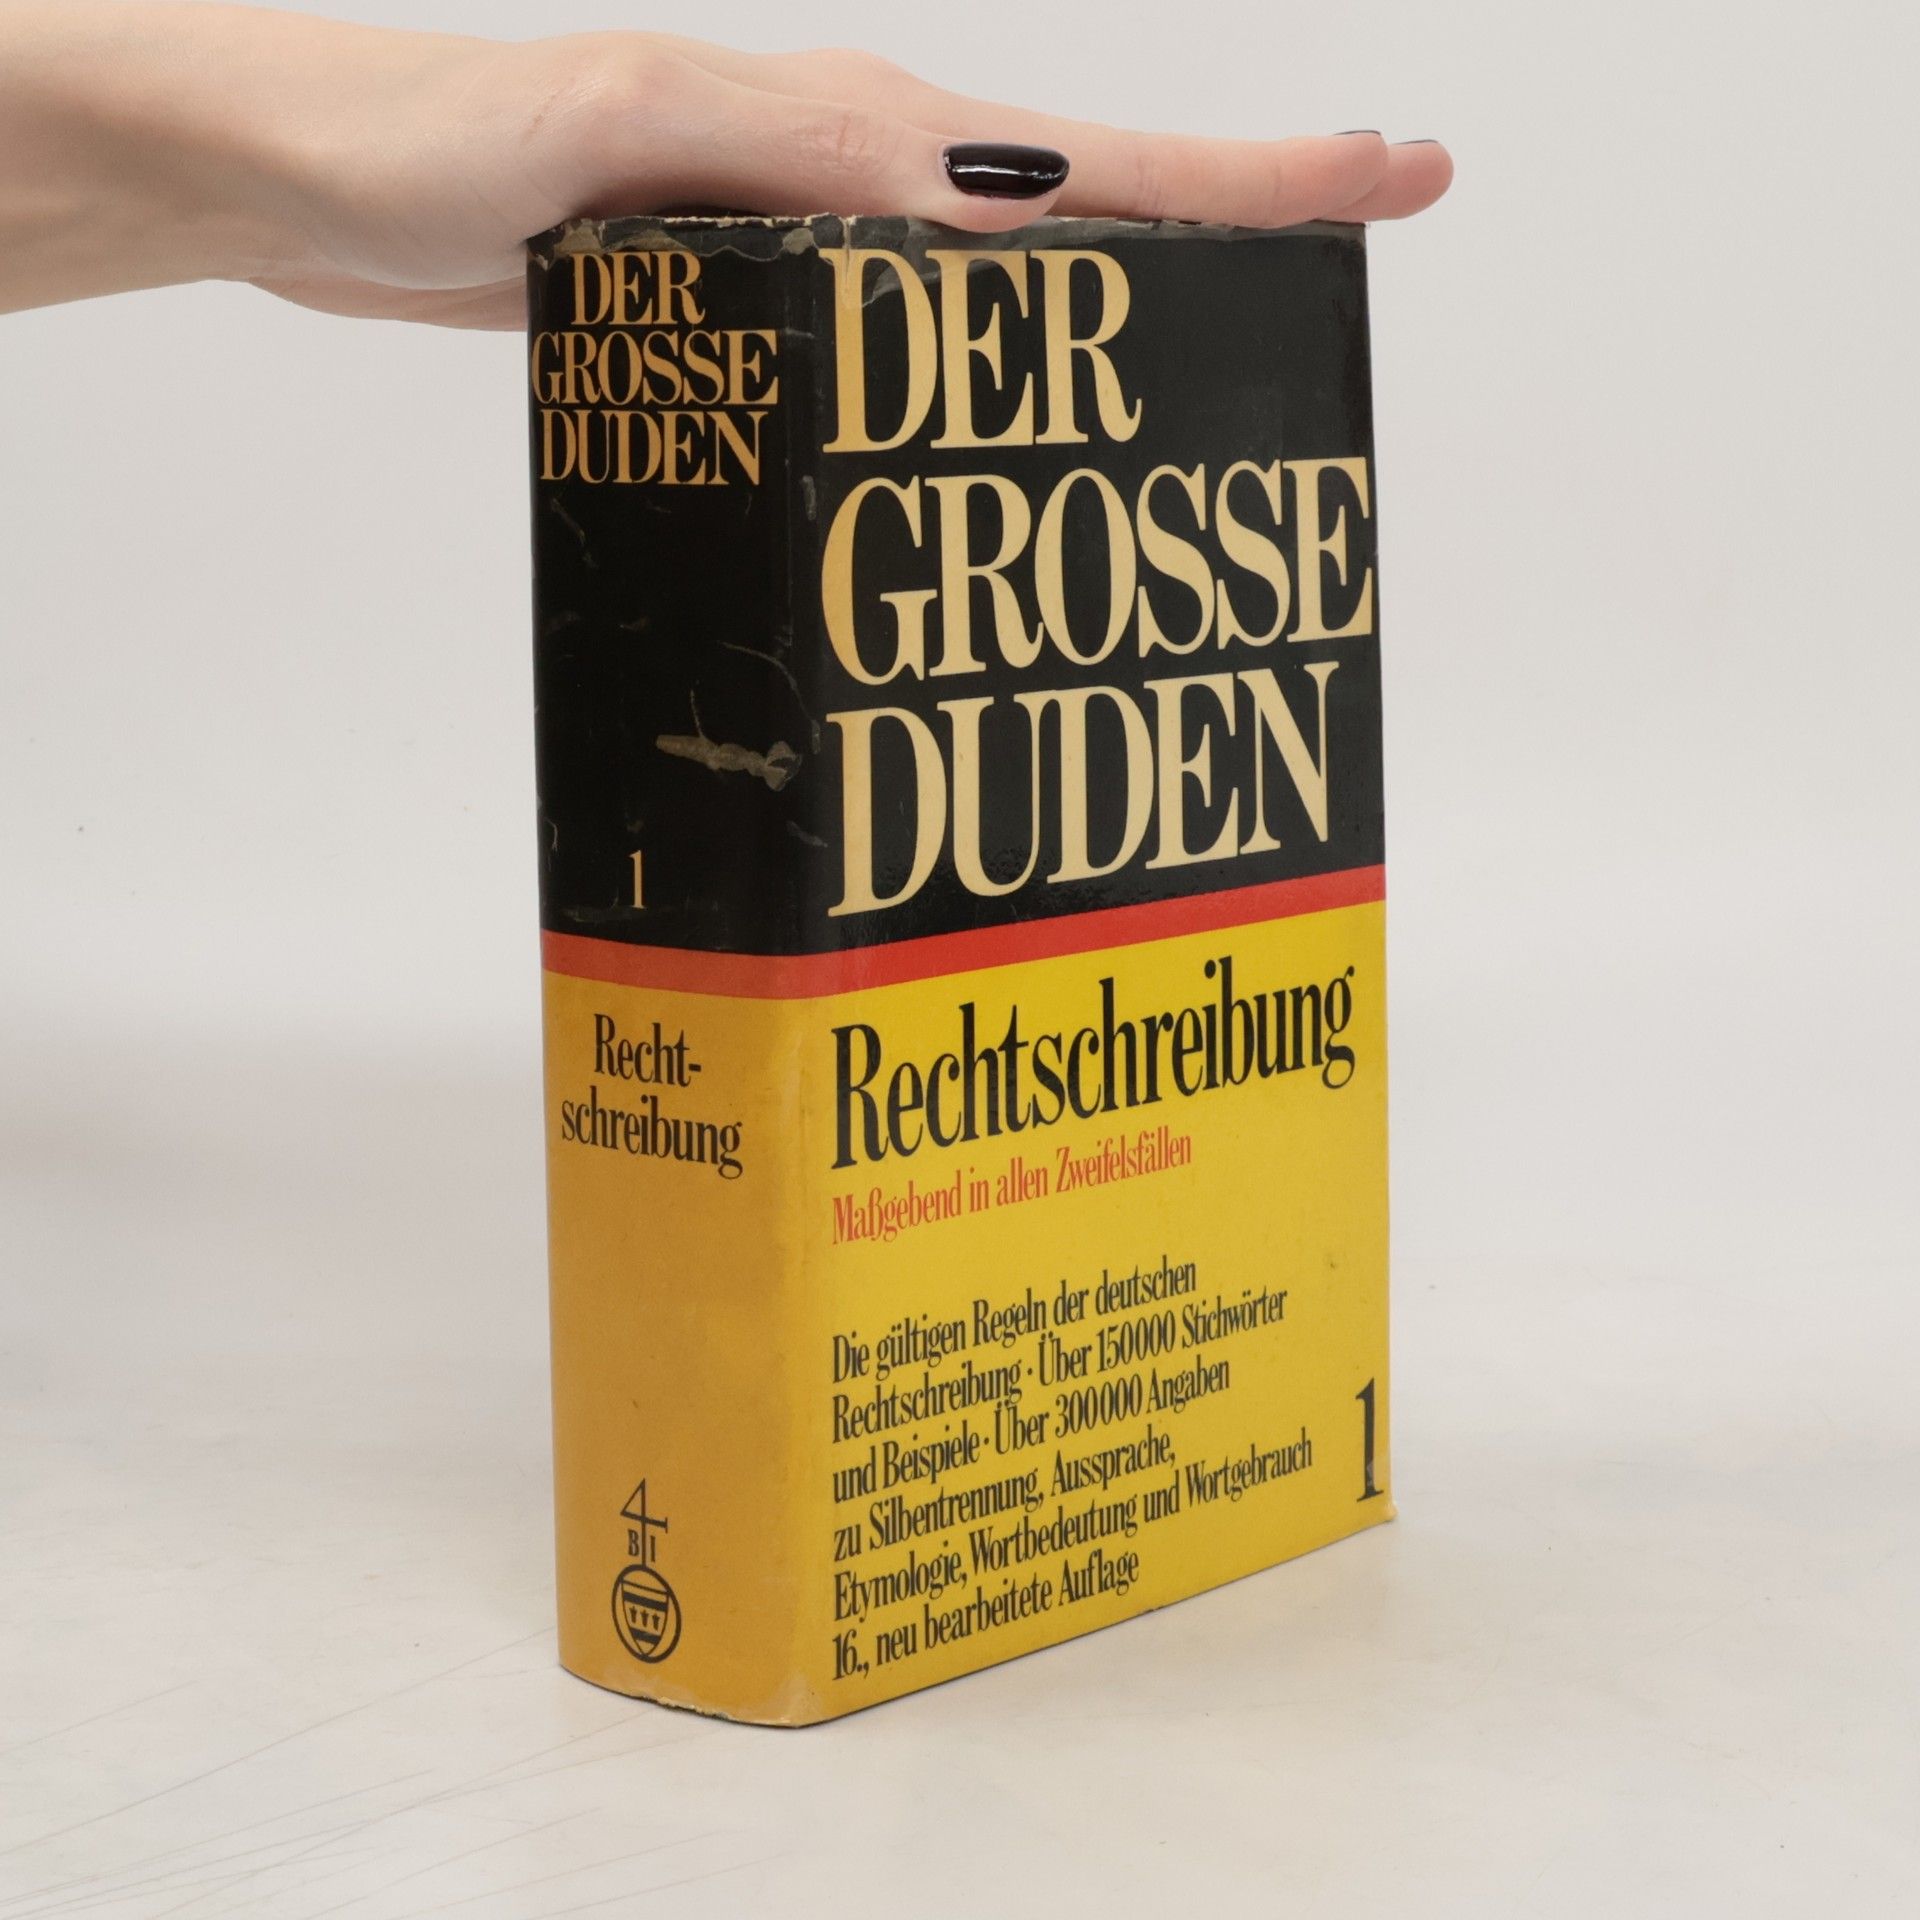 DER
GROSSE
DUDEN
1
Recht-
schreibung
B I
DER
GROSSE
DUDEN
Rechtschreibung
Maßgebend in allen Zweifelsfällen
Die gültigen Regeln der deutschen
Rechtschreibung · Über 150000 Stichwörter
und Beispiele · Über 300000 Angaben
zu Silbentrennung, Aussprache,
Etymologie, Wortbedeutung und Wortgebrauch
16., neu bearbeitete Auflage
1